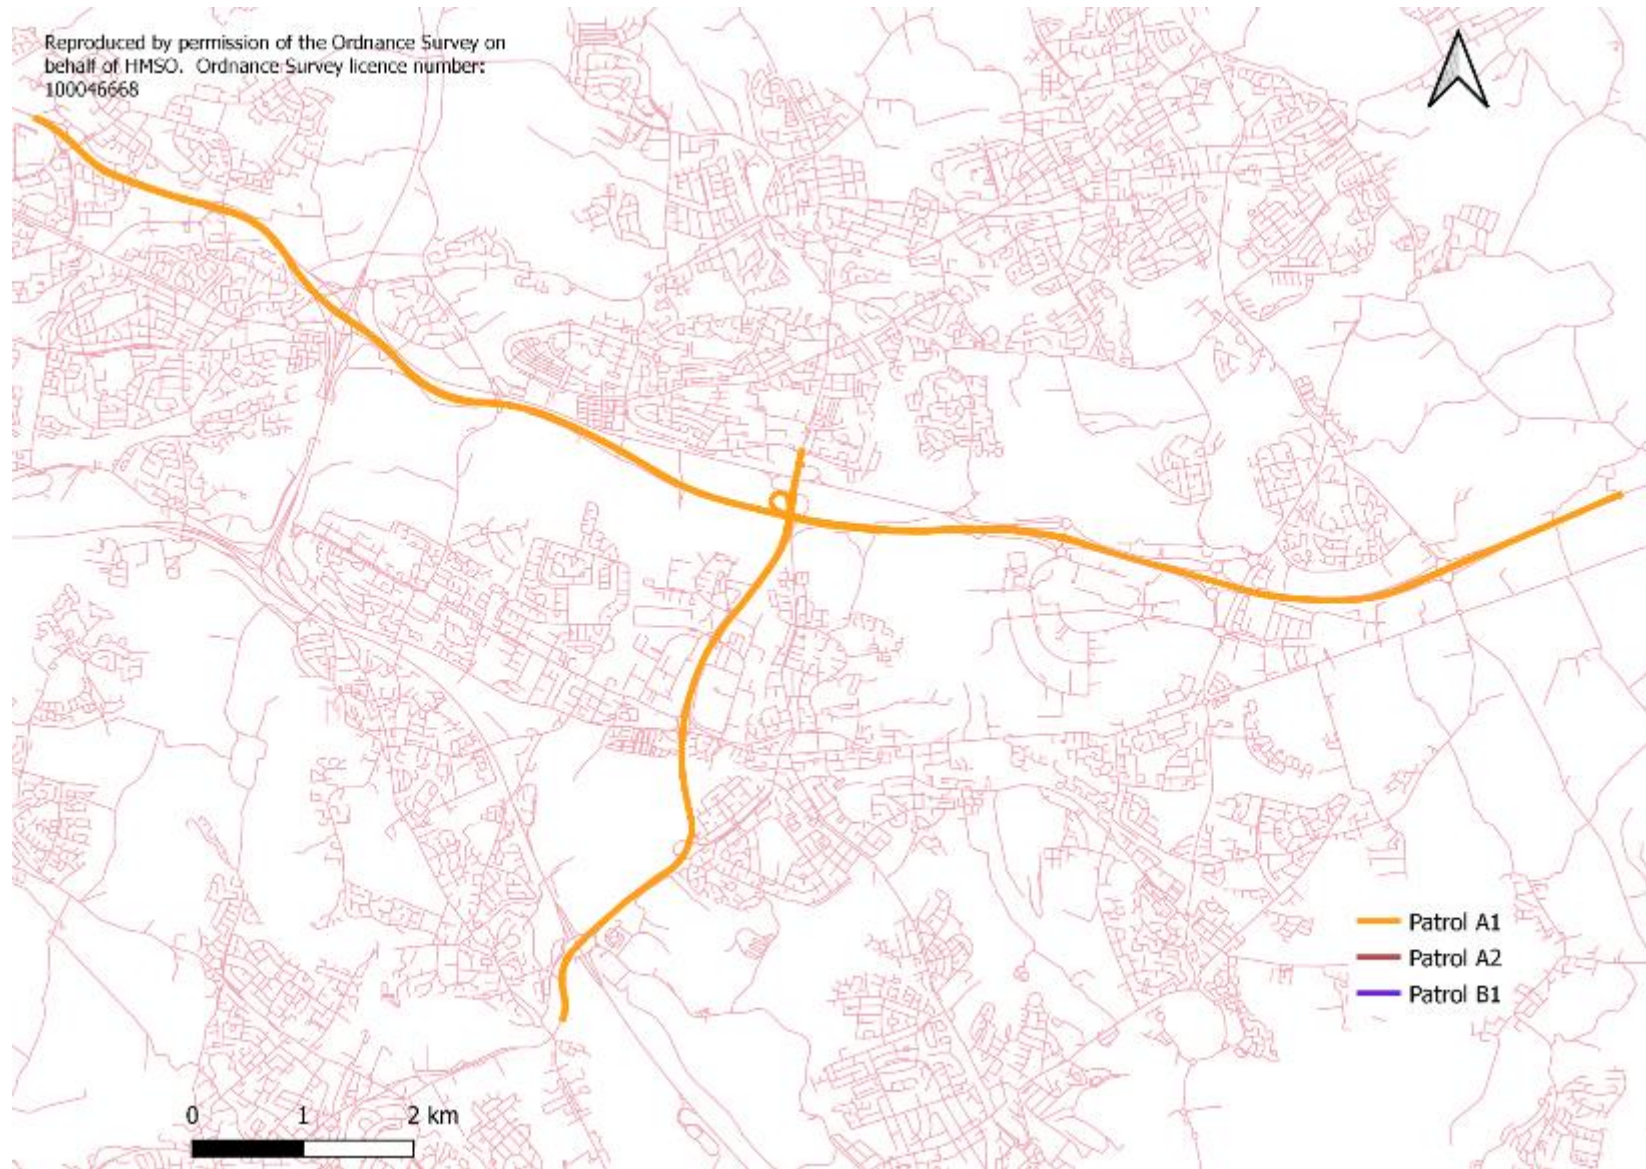 Reproduced by permission of the Ordnance Survey on
behalf of HMSO. Ordnance Survey licence number:
100046668
Patrol A1
Patrol A2
Patrol B1
0 1 2 km